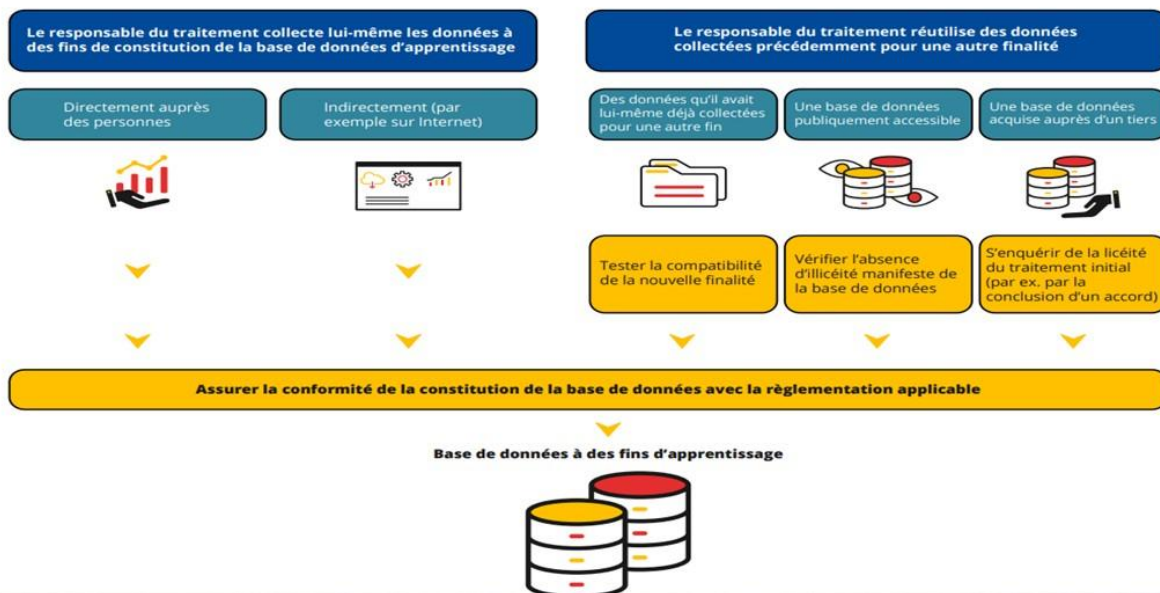 Le responsable du traitement collecte lui-même les données à
des fins de constitution de la base de données d’apprentissage
Le responsable du traitement réutilise des données
collectées précédemment pour une autre finalité
Directement auprès
des personnes
Indirectement (par
exemple sur Internet)
Des données qu’il avait
lui-même déjà collectées
pour une autre fin
Une base de données
publiquement accessible
Une base de données
acquise auprès d’un tiers
Tester la compatibilité
de la nouvelle finalité
Vérifier l’absence
d’illicéité manifeste de
la base de données
S’enquérir de la licéité
du traitement initial
(par ex. par la
conclusion d’un accord)
Assurer la conformité de la constitution de la base de données avec la règlementation applicable
Base de données à des fins d’apprentissage